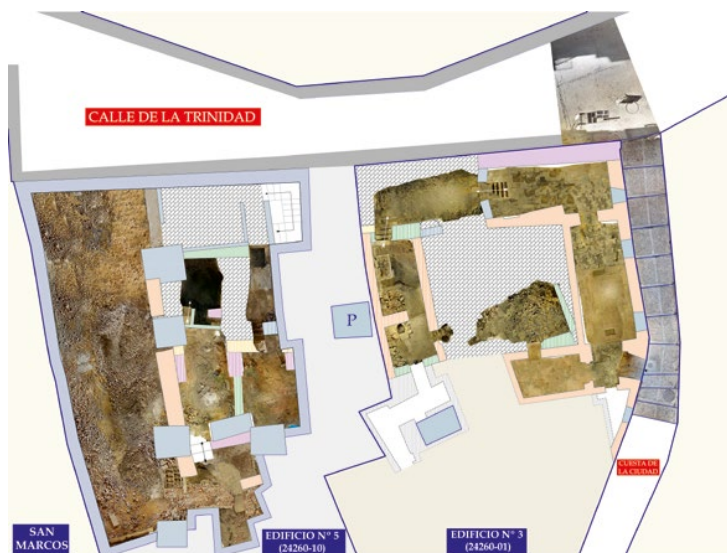 CALLE DE LA TRINIDAD
P
CUESTA DE
LA CIUDAD
SAN
MARCOS
EDIFICIO Nº 5
(24260-10)
EDIFICIO Nº 3
(24260-01)